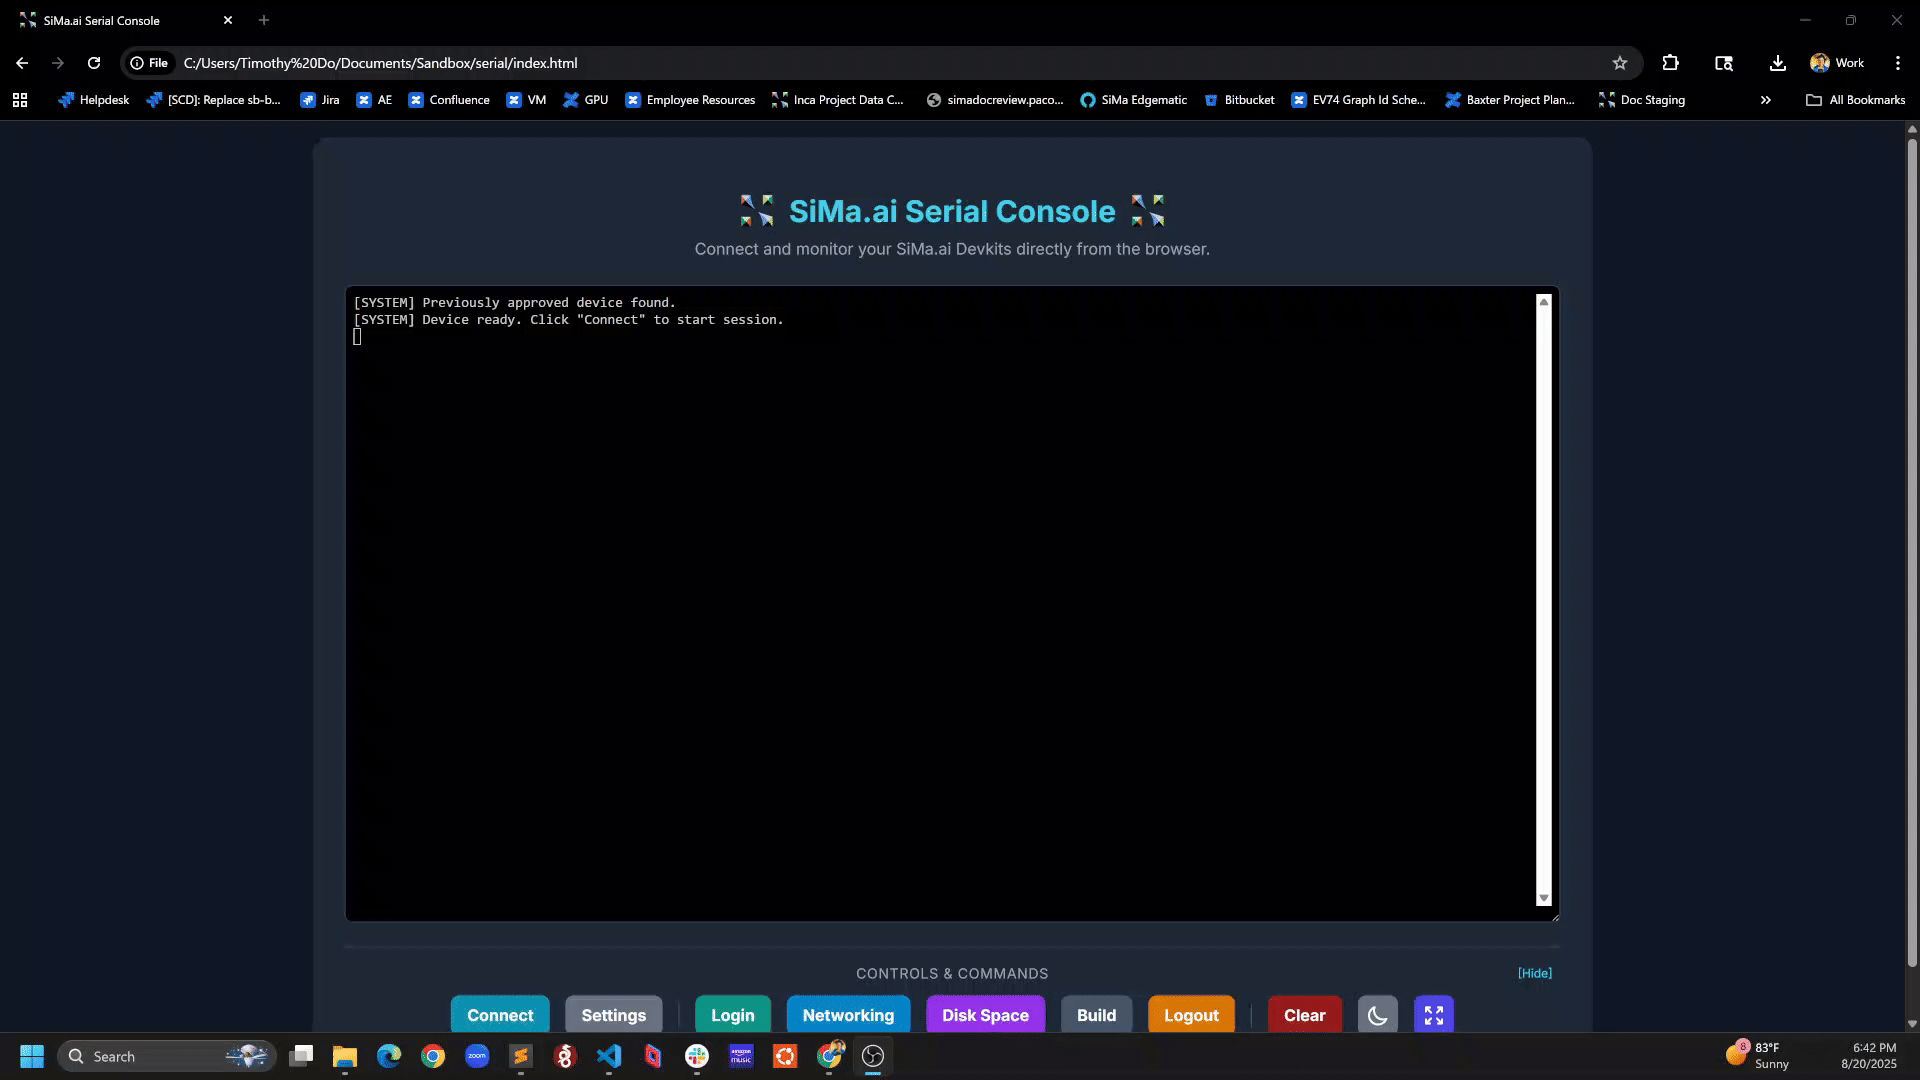 SiMa.ai Serial Console
File C:/Users/Timothy%20Do/Documents/Sandbox/serial/index.html Work
Helpdesk [SCD]: Replace sb-b... Jira AE Confluence VM GPU Employee Resources Inca Project Data C... simadocreview.paco... SiMa Edgematic Bitbucket EV74 Graph Id Sche... Baxter Project Plan... Doc Staging » All Bookmarks
SiMa.ai Serial Console
Connect and monitor your SiMa.ai Devkits directly from the browser.
[SYSTEM] Previously approved device found.
[SYSTEM] Device ready. Click "Connect" to start session.
CONTROLS & COMMANDS [Hide]
Connect Settings Login Networking Disk Space Build Logout Clear
Search zoom amazon music 8 83°F 6:42 PM
Sunny 8/20/2025